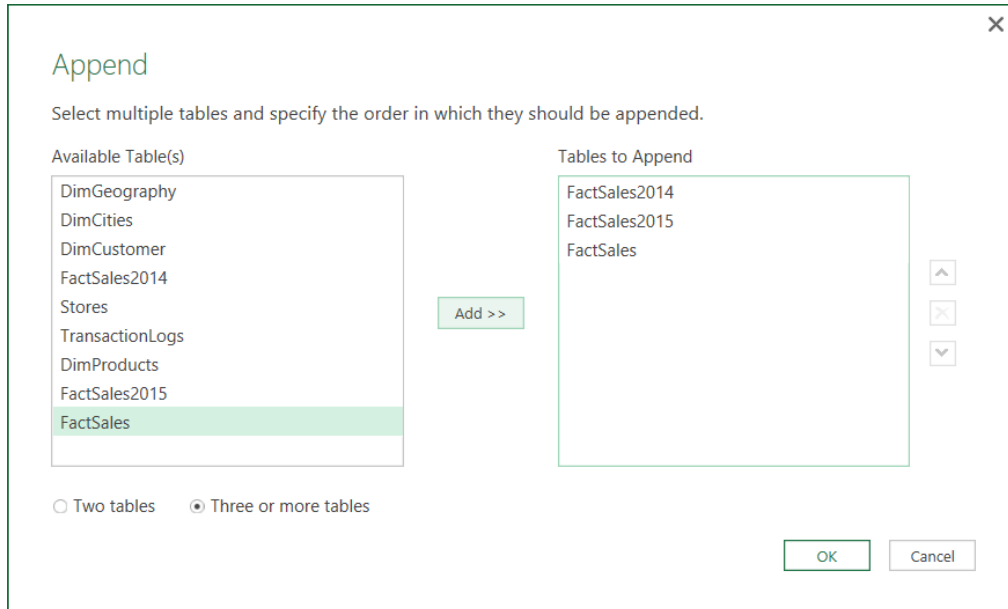 Append
Select multiple tables and specify the order in which they should be appended.
Available Table(s)
DimGeography
DimCities
DimCustomer
FactSales2014
Stores
TransactionLogs
DimProducts
FactSales2015
FactSales
Add >>
Tables to Append
FactSales2014
FactSales2015
FactSales
Two tables
Three or more tables
OK
Cancel